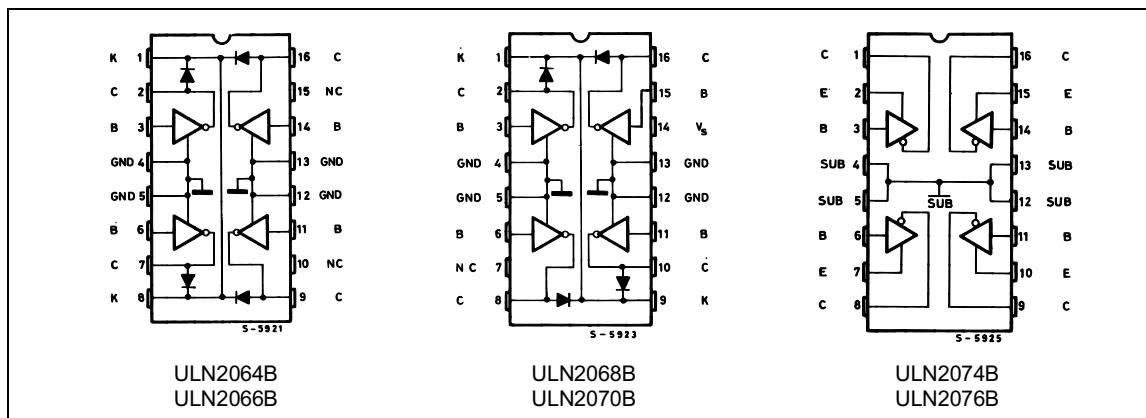 K 1 16 C
C 2 15 NC
B 3 14 B
GND 4 13 GND
GND 5 12 GND
B 6 11 B
C 7 10 NC
K 8 9 C
S-5921
ULN2064B
ULN2066B
K 1 16 C
C 2 15 B
B 3 14 Vs
GND 4 13 GND
GND 5 12 GND
B 6 11 B
NC 7 10 C
C 8 9 K
S-5923
ULN2068B
ULN2070B
C 1 16 C
E 2 15 E
B 3 14 B
SUB 4 13 SUB
SUB
SUB 5 12 SUB
B 6 11 B
E 7 10 E
C 8 9 C
S-5925
ULN2074B
ULN2076B